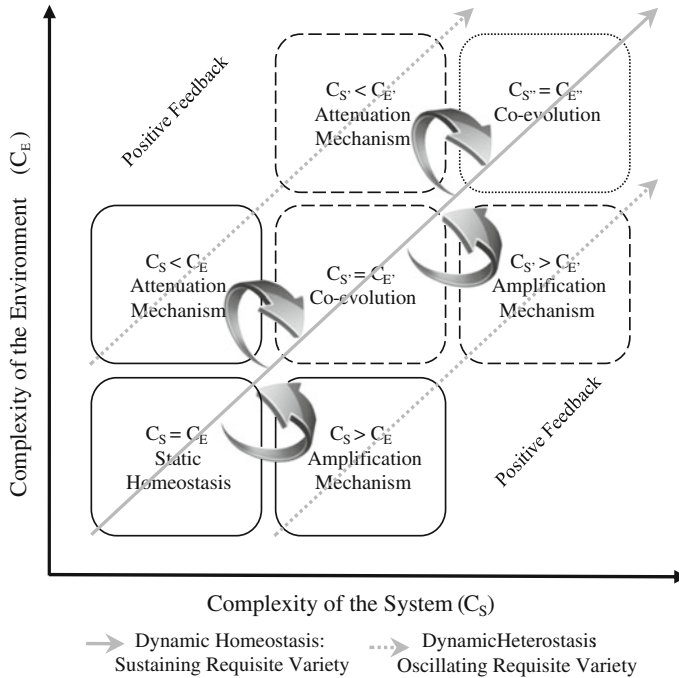 Complexity of the Environment (C_E)
Positive Feedback
C_S' < C_E'
Attenuation
Mechanism
C_S" = C_E"
Co-evolution
C_S < C_E
Attenuation
Mechanism
C_S' = C_E'
Co-evolution
C_S' > C_E'
Amplification
Mechanism
C_S = C_E
Static
Homeostasis
C_S > C_E
Amplification
Mechanism
Positive Feedback
Complexity of the System (C_S)
Dynamic Homeostasis:
Sustaining Requisite Variety
DynamicHeterostasis
Oscillating Requisite Variety